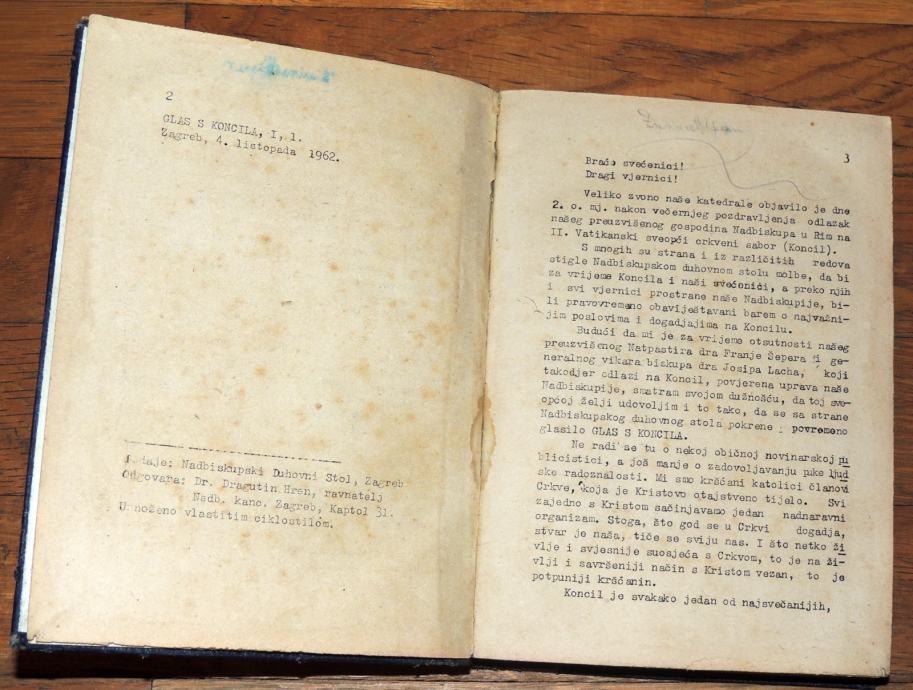 2
GLAS S KONCILA, I, 1.
Zagreb, 4. listopada 1962.
Izdaje: Nadbiskupski Duhovni Stol, Zagreb
Odgovara: Dr. Dragutin Hren, ravnatelj
Nadb. kanc. Zagreb, Kaptol 31.
Umnoženo vlastitim ciklostilom.
3
Braćo svećenici!
Dragi vjernici!
Veliko zvono naše katedrale objavilo je dne
2. o. mj. nakon večernjeg pozdravljenja odlazak
našeg preuzvišenog gospodina Nadbiskupa u Rim na
II. Vatikanski sveopći crkveni sabor (Koncil).
S mnogih su strana i iz različitih redova
stigle Nadbiskupskom duhovnom stolu molbe, da bi
za vrijeme Koncila i naši svećenici, a preko njih
i svi vjernici prostrane naše Nadbiskupije, bi-
li pravovremeno obaviještavani barem o najvažni-
jim poslovima i dogadjajima na Koncilu.
Budući da mi je za vrijeme otsutnosti našeg
preuzvišenog Natpastira dra Franje Šepera i ge-
neralnog vikara biskupa dra Josipa Lacha, koji
takodjer odlazi na Koncil, povjerena uprava naše
Nadbiskupije, smatram svojom dužnošću, da toj sve-
općoj želji udovoljim i to tako, da se sa strane
Nadbiskupskog duhovnog stola pokrene povremeno
glasilo GLAS S KONCILA.
Ne radi se tu o nekoj običnoj novinarskoj
blicistici, a još manje o zadovoljavanju puke ljud
ske radoznalosti. Mi smo kršćani katolici članovi
Crkve, koja je Kristovo otajstveno tijelo. Svi
zajedno s Kristom sačinjavamo jedan nadnaravni
organizam. Stoga, što god se u Crkvi dogadja,
stvar je naša, tiče se sviju nas. I što netko ži
vlje i svjesnije suosjeća s Crkvom, to je na ži-
vlji i savršeniji način s Kristom vezan, to je
potpuniji kršćanin.
Koncil je svakako jedan od najsvečanijih,